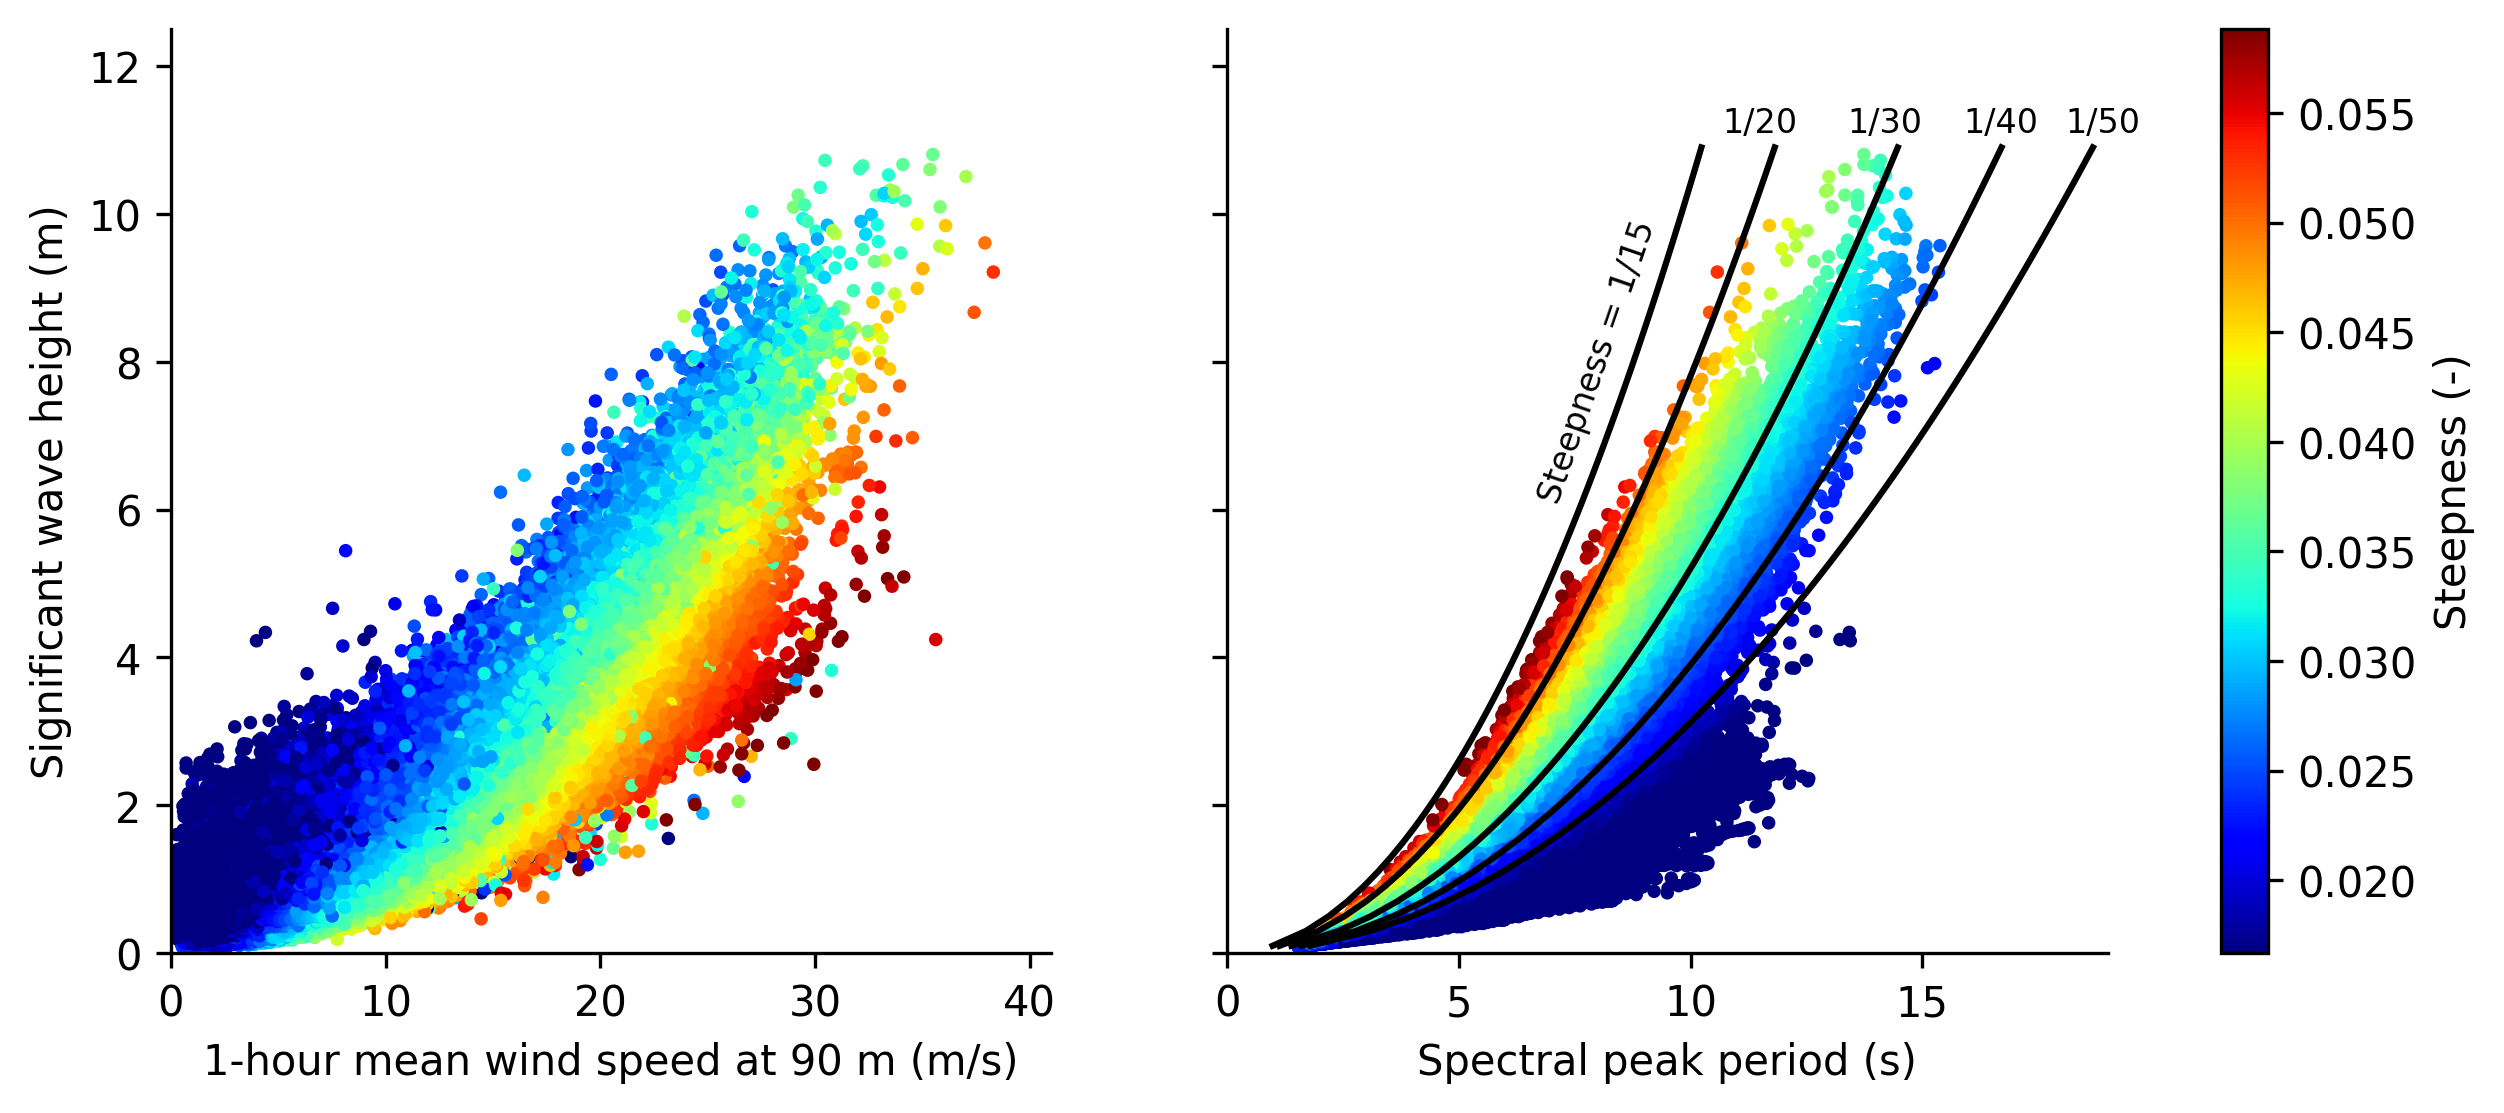 Significant wave height (m)
12
10
8
6
4
2
0
0 10 20 30 40
1-hour mean wind speed at 90 m (m/s)
Steepness = 1/15
1/20 1/30 1/40 1/50
0 5 10 15
Spectral peak period (s)
0.055
0.050
0.045
0.040
0.035
0.030
0.025
0.020
Steepness (-)